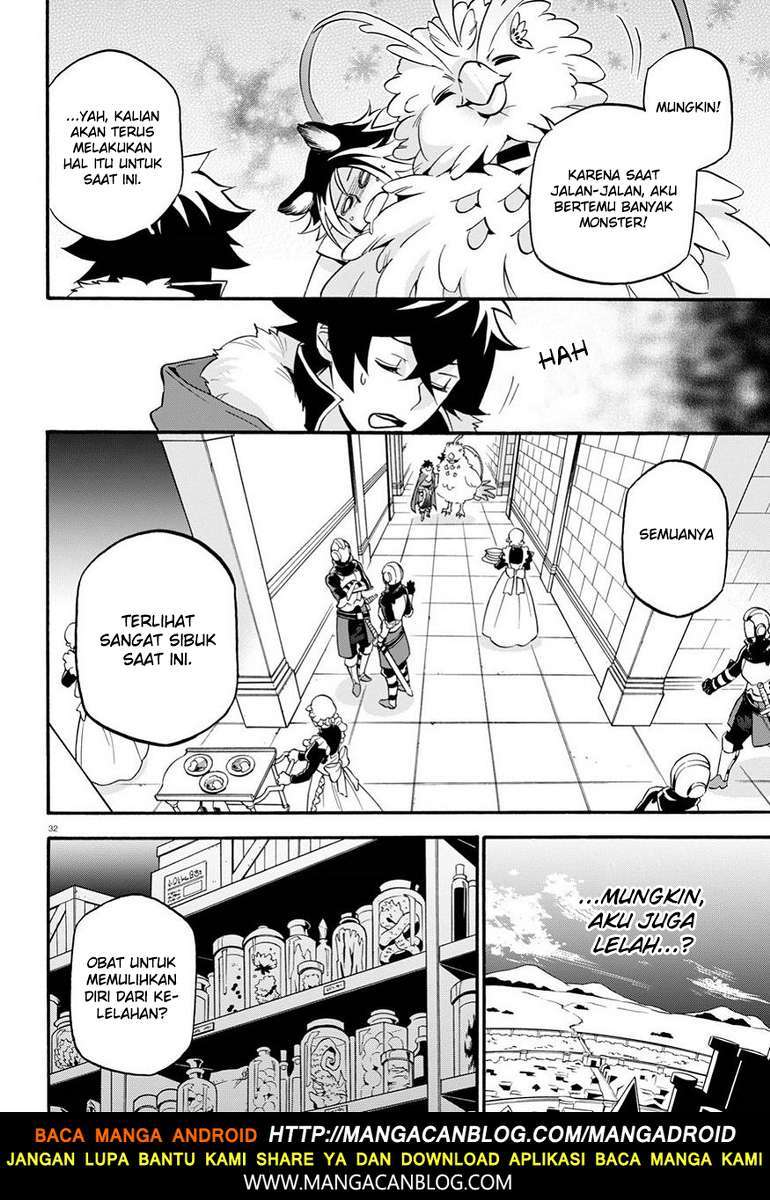 MUNGKIN!
KARENA SAAT
JALAN-JALAN, AKU
BERTEMU BANYAK
MONSTER!
...YAH, KALIAN
AKAN TERUS
MELAKUKAN
HAL ITU UNTUK
SAAT INI.
HAH
SEMUANYA
TERLIHAT
SANGAT SIBUK
SAAT INI.
32
...MUNGKIN,
AKU JUGA
LELAH...?
OBAT UNTUK
MEMULIHKAN
DIRI DARI KE-
LELAHAN?
BACA MANGA ANDROID HTTP://MANGACANBLOG.COM/MANGADROID
JANGAN LUPA BANTU KAMI SHARE YA DAN DOWNLOAD APLIKASI BACA MANGA KAMI
WWW.MANGACANBLOG.COM